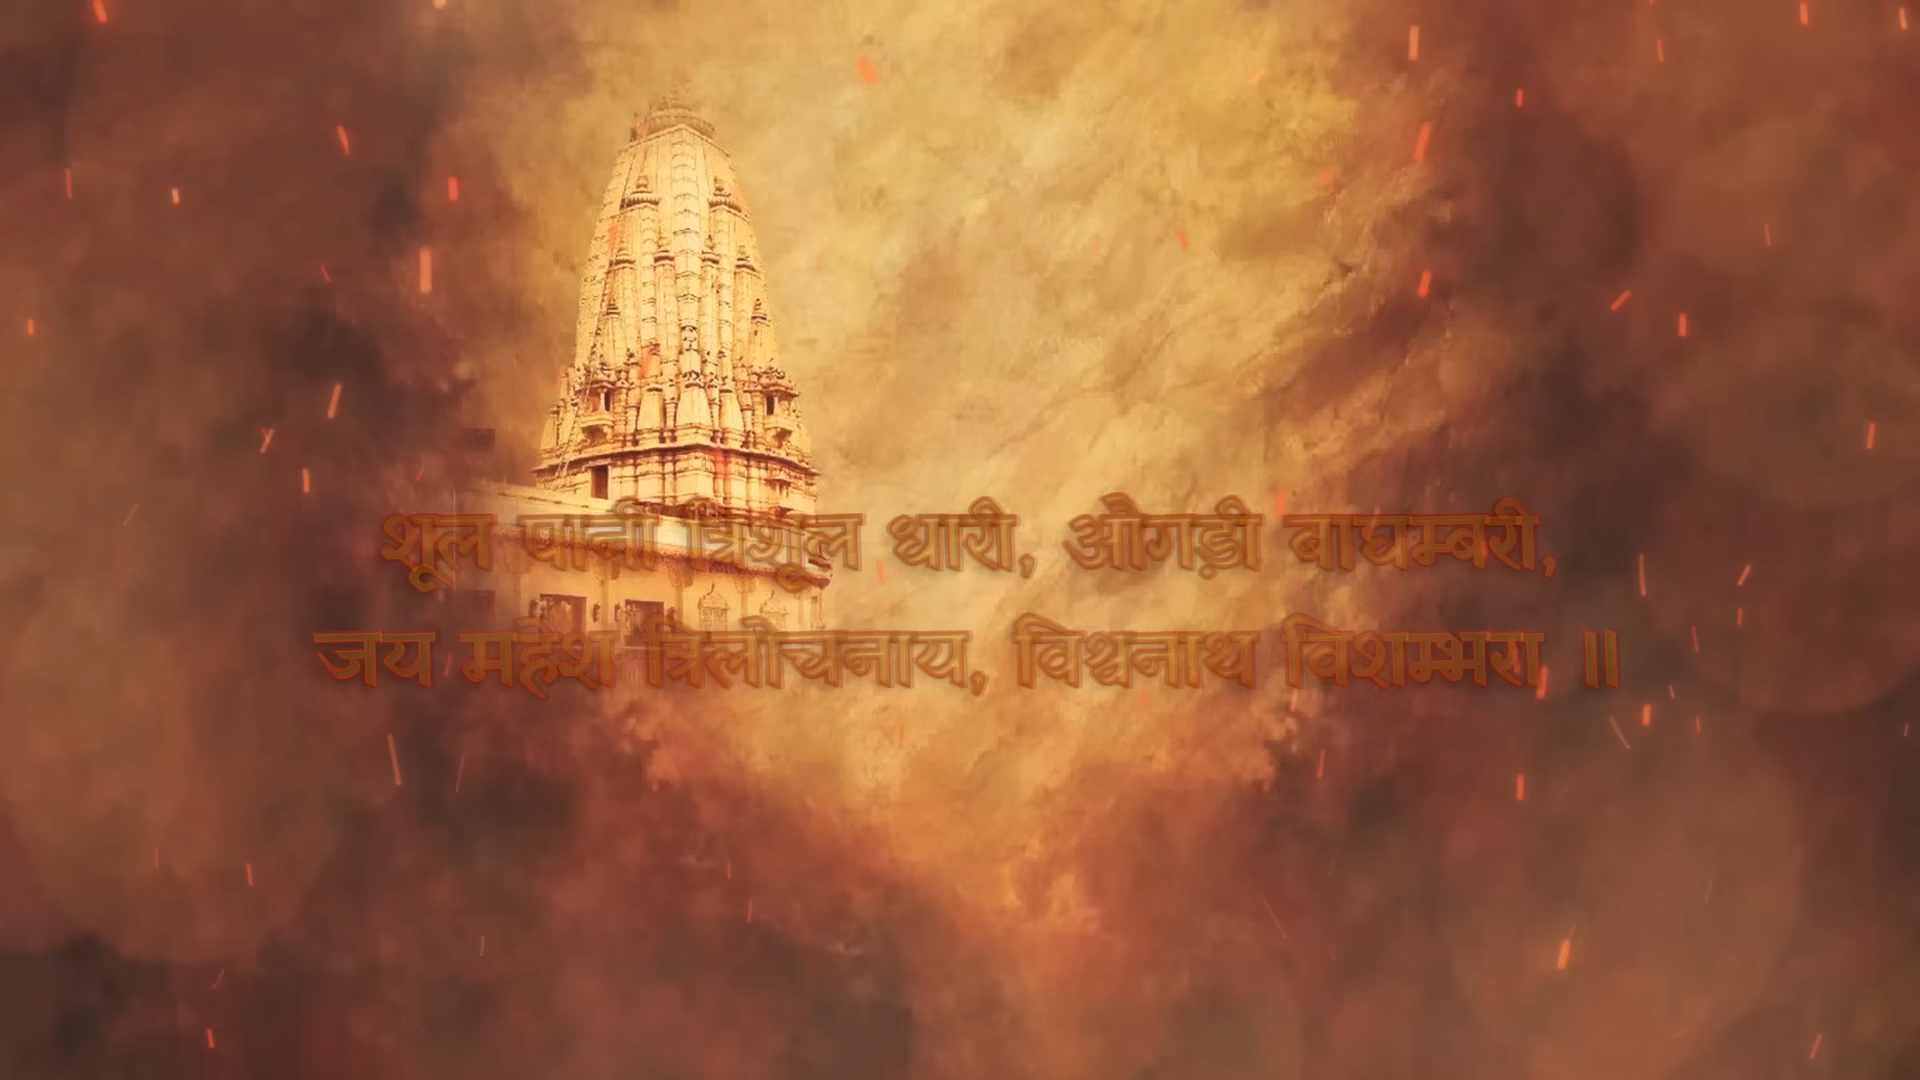 शूल पानी त्रिशूल धारी, औगड़ी बाघम्बरी,
जय महेश त्रिलोचनाय, विश्वनाथ विशम्भरा ॥